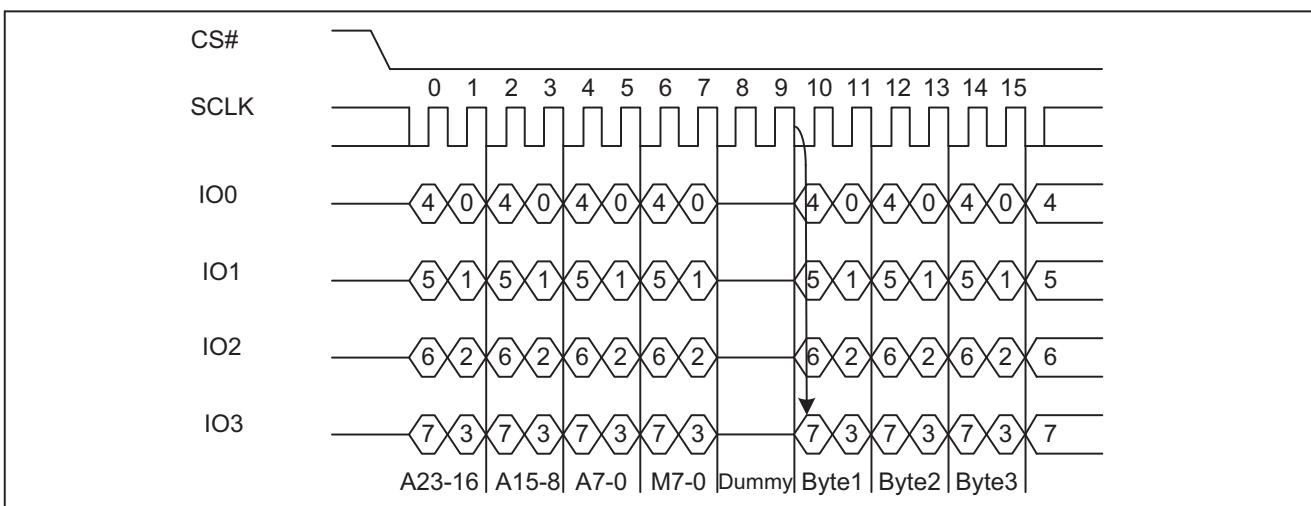 CS#
0 1 2 3 4 5 6 7 8 9 10 11 12 13 14 15
SCLK
IO0 4 0 4 0 4 0 4 0 4 0 4 0 4 0 4
IO1 5 1 5 1 5 1 5 1 5 1 5 1 5 1 5
IO2 6 2 6 2 6 2 6 2 6 2 6 2 6 2 6
IO3 7 3 7 3 7 3 7 3 7 3 7 3 7 3 7
A23-16 A15-8 A7-0 M7-0 Dummy Byte1 Byte2 Byte3